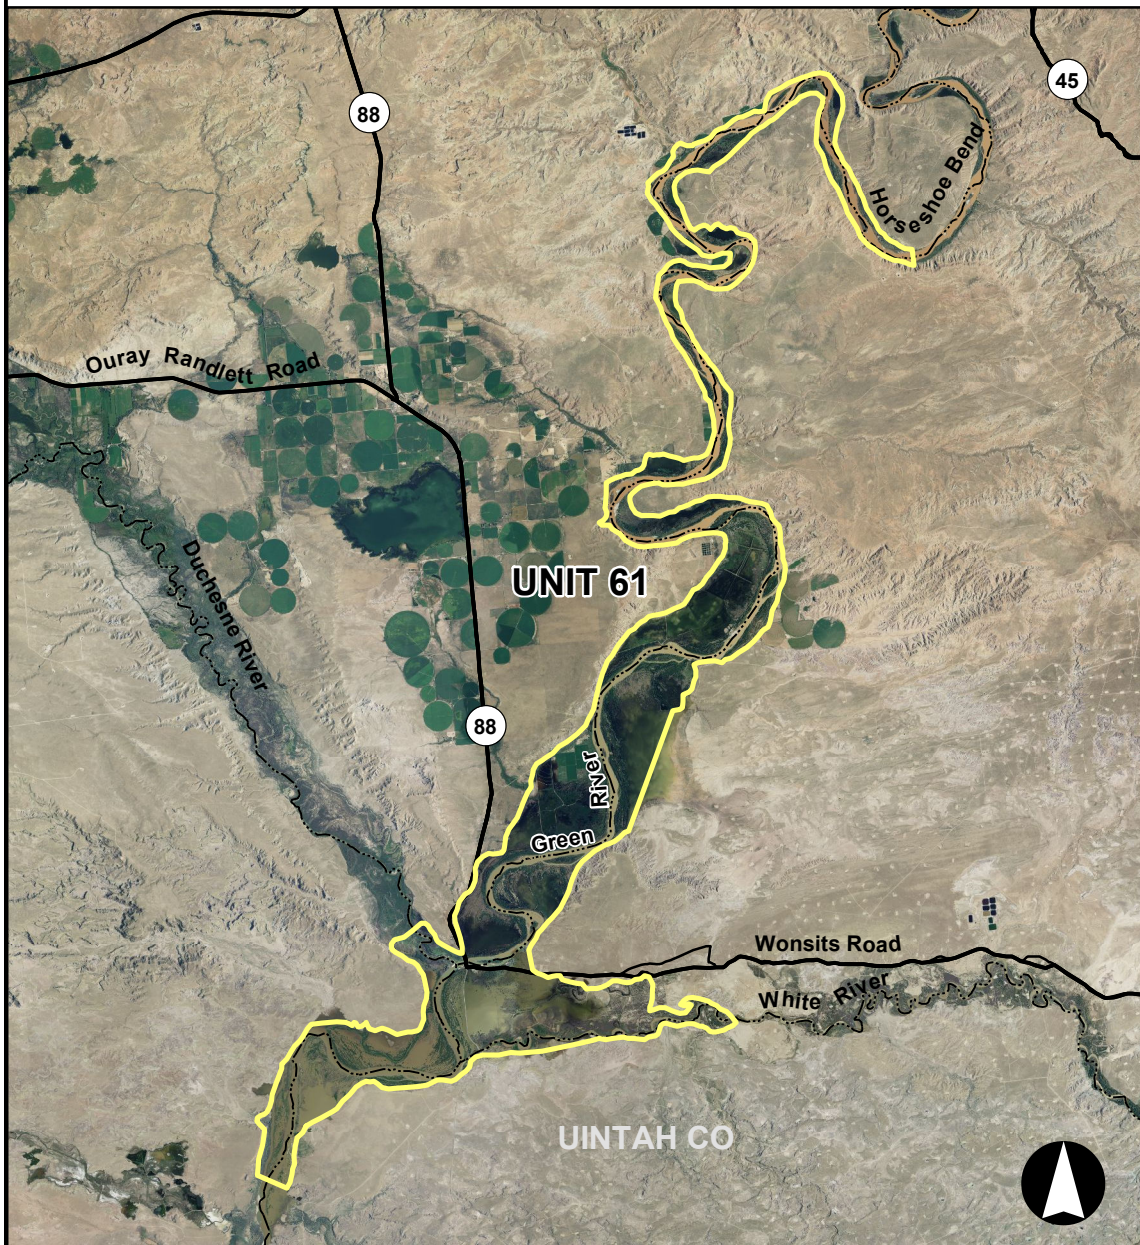 45
88
Horseshoe Bend
Ouray Randlett Road
UNIT 61
Duchesne River
88
River
Green
Wonsits Road
White River
UINTAH CO